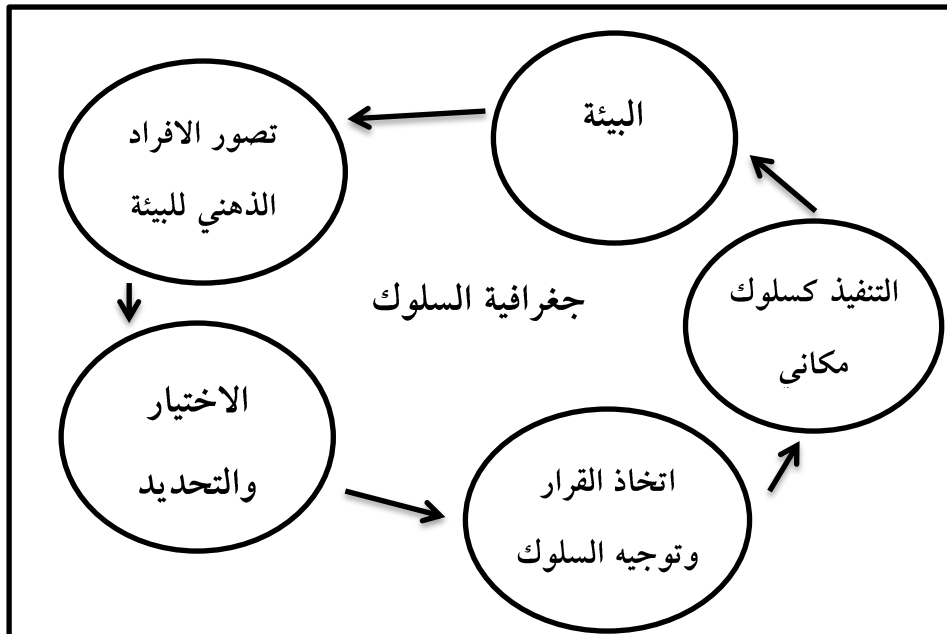 البيئة
تصور الافراد
الذهني للبيئة
التنفيذ كسلوك
مكاني
جغرافية السلوك
الاختيار
والتحديد
اتخاذ القرار
وتوجيه السلوك